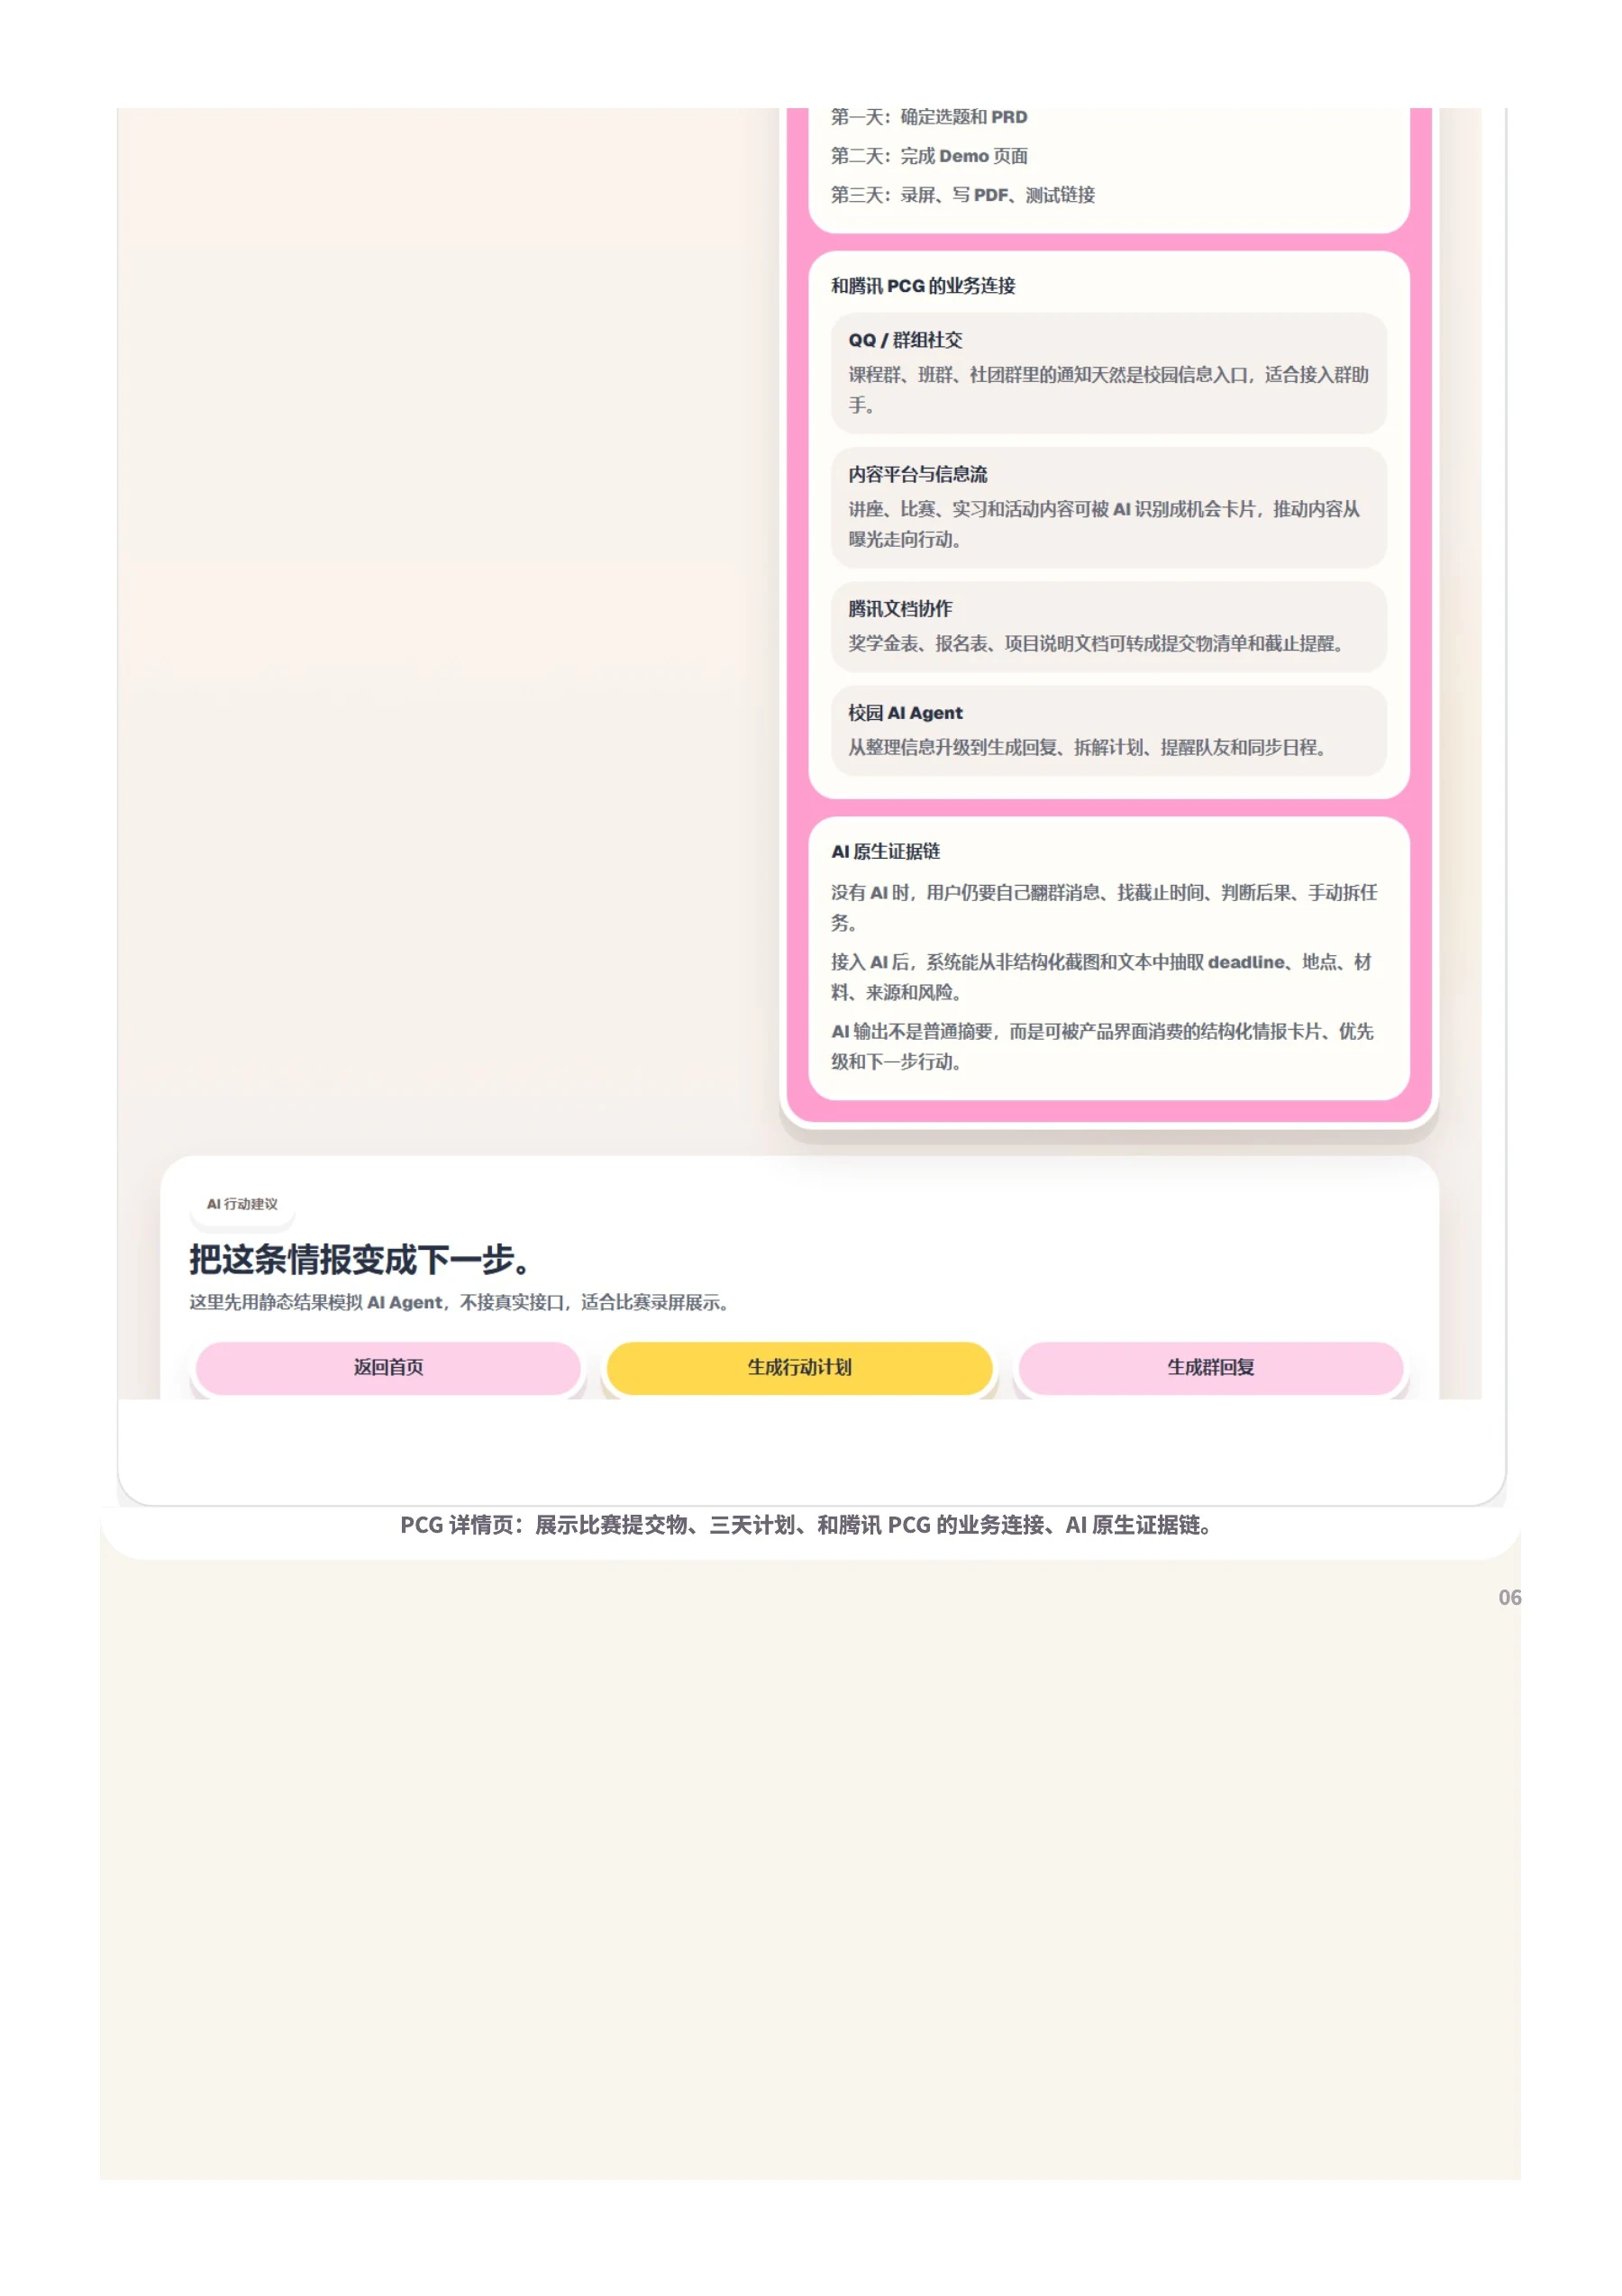 第一天：确定选题和 PRD
第二天：完成 Demo 页面
第三天：录屏、写 PDF、测试链接
和腾讯 PCG 的业务连接
QQ / 群组社交
课程群、班群、社团群里的通知天然是校园信息入口，适合接入群助
手。
内容平台与信息流
讲座、比赛、实习和活动内容可被 AI 识别成机会卡片，推动内容从
曝光走向行动。
腾讯文档协作
奖学金表、报名表、项目说明文档可转成提交物清单和截止提醒。
校园 AI Agent
从整理信息升级到生成回复、拆解计划、提醒队友和同步日程。
AI 原生证据链
没有 AI 时，用户仍要自己翻群消息、找截止时间、判断后果、手动拆任
务。
接入 AI 后，系统能从非结构化截图和文本中抽取 deadline、地点、材
料、来源和风险。
AI 输出不是普通摘要，而是可被产品界面消费的结构化情报卡片、优先
级和下一步行动。
AI 行动建议
把这条情报变成下一步。
这里先用静态结果模拟 AI Agent，不接真实接口，适合比赛录屏展示。
返回首页
生成行动计划
生成群回复
PCG 详情页：展示比赛提交物、三天计划、和腾讯 PCG 的业务连接、AI 原生证据链。
06